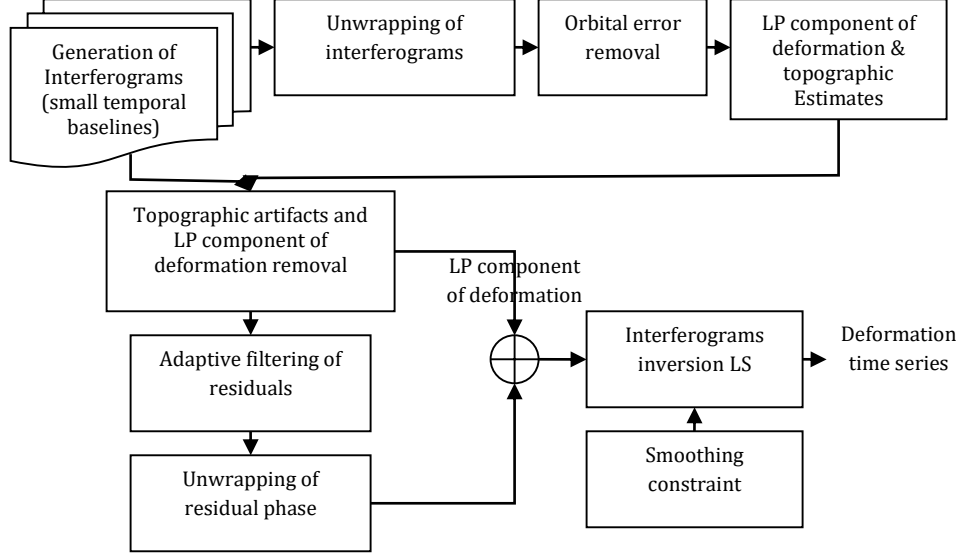 Generation of
Interferograms
(small temporal
baselines)
Unwrapping of
interferograms
Orbital error
removal
LP component of
deformation &
topographic
Estimates
Topographic artifacts and
LP component of
deformation removal
LP component
of deformation
Adaptive filtering of
residuals
Interferograms
inversion LS
Deformation
time series
Unwrapping of
residual phase
Smoothing
constraint